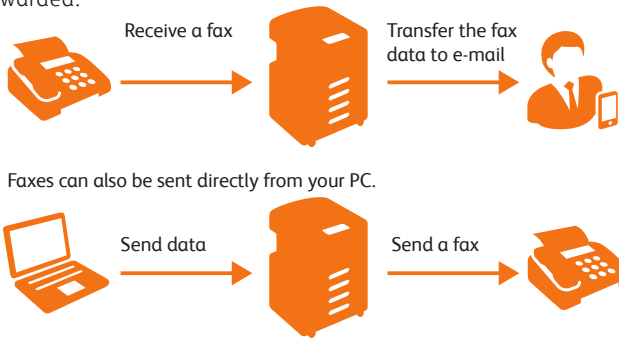 warded.
Receive a fax
Transfer the fax
data to e-mail
Faxes can also be sent directly from your PC.
Send data
Send a fax